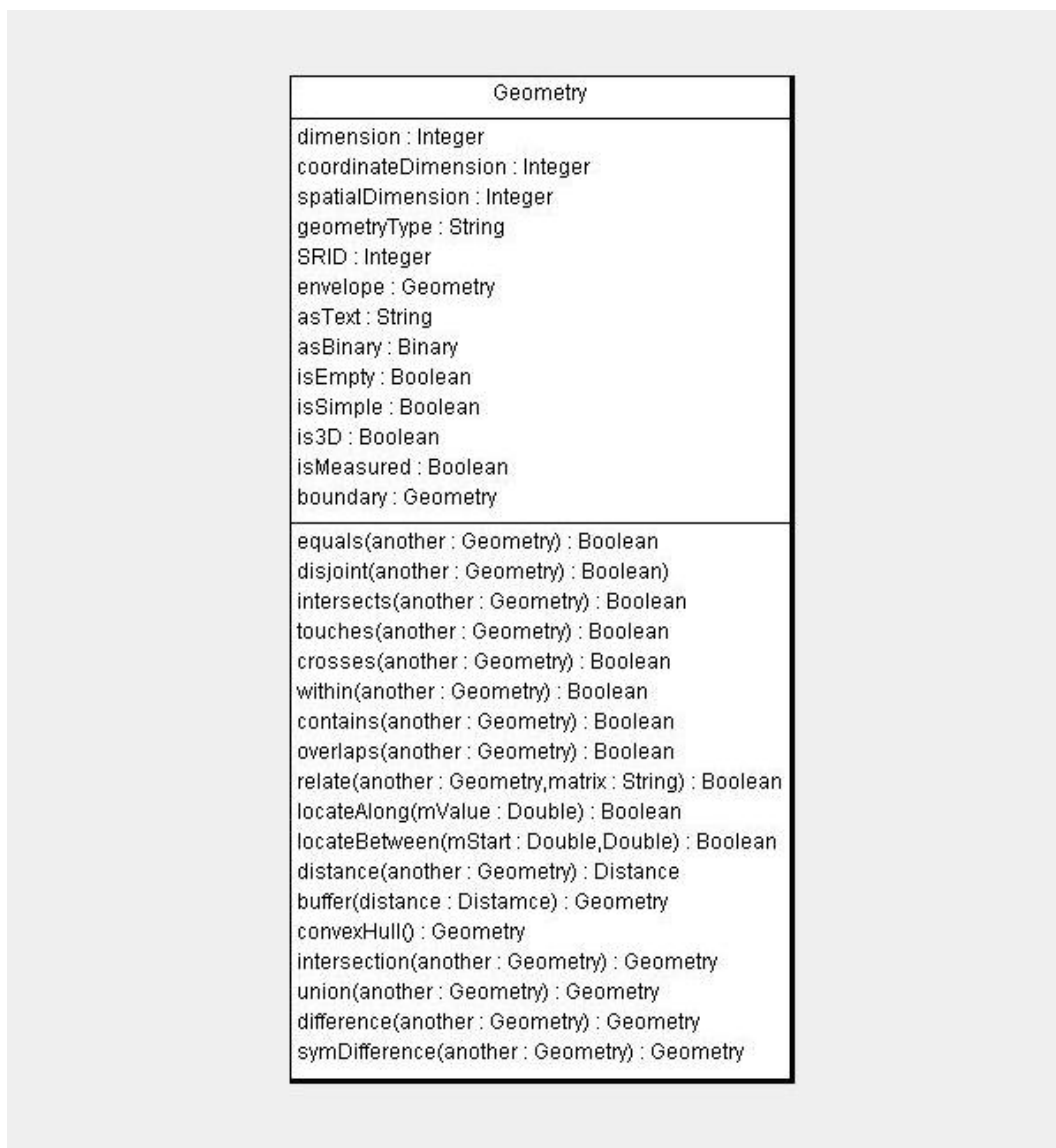 Geometry
dimension : Integer
coordinateDimension : Integer
spatialDimension : Integer
geometryType : String
SRID : Integer
envelope : Geometry
asText : String
asBinary : Binary
isEmpty : Boolean
isSimple : Boolean
is3D : Boolean
isMeasured : Boolean
boundary : Geometry
equals(another : Geometry) : Boolean
disjoint(another : Geometry) : Boolean)
intersects(another : Geometry) : Boolean
touches(another : Geometry) : Boolean
crosses(another : Geometry) : Boolean
within(another : Geometry) : Boolean
contains(another : Geometry) : Boolean
overlaps(another : Geometry) : Boolean
relate(another : Geometry,matrix : String) : Boolean
locateAlong(mValue : Double) : Boolean
locateBetween(mStart : Double,Double) : Boolean
distance(another : Geometry) : Distance
buffer(distance : Distamce) : Geometry
convexHull() : Geometry
intersection(another : Geometry) : Geometry
union(another : Geometry) : Geometry
difference(another : Geometry) : Geometry
symDifference(another : Geometry) : Geometry